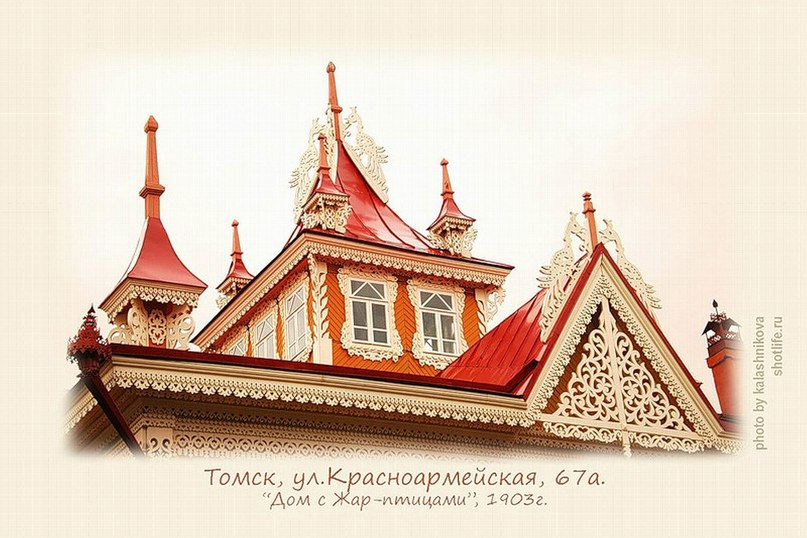 Томск, ул.Красноармейская, 67а.
“Дом с Жар-птицами”, 1903г.
photo by kalashnikova
shotlife.ru